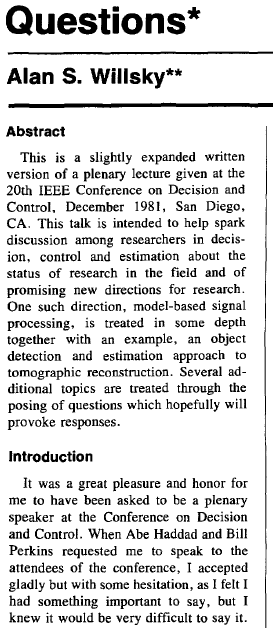 Questions*
Alan S. Willsky**
Abstract
This is a slightly expanded written
version of a plenary lecture given at the
20th IEEE Conference on Decision and
Control, December 1981, San Diego,
CA. This talk is intended to help spark
discussion among researchers in decis-
ion, control and estimation about the
status of research in the field and of
promising new directions for research.
One such direction, model-based signal
processing, is treated in some depth
together with an example, an object
detection and estimation approach to
tomographic reconstruction. Several ad-
ditional topics are treated through the
posing of questions which hopefully will
provoke responses.
Introduction
It was a great pleasure and honor for
me to have been asked to be a plenary
speaker at the Conference on Decision
and Control. When Abe Haddad and Bill
Perkins requested me to speak to the
attendees of the conference, I accepted
gladly but with some hesitation, as I felt I
had something important to say, but I
knew it would be very difficult to say it.